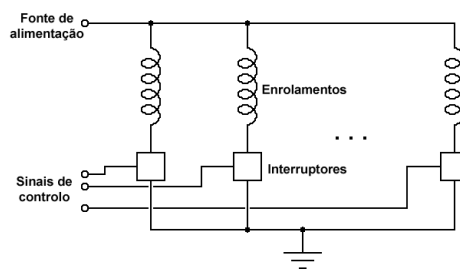 Fonte de
alimentação
Enrolamentos
. . .
Interruptores
Sinais de
controlo